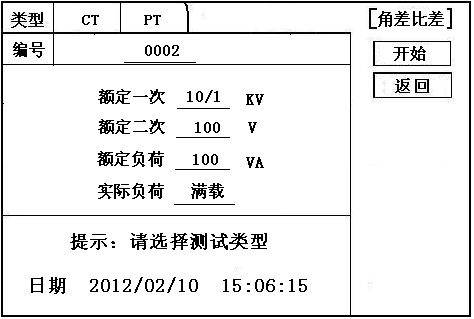 类型 CT PT
[角差比差]
编号 0002
开始
返回
额定一次 10/1 KV
额定二次 100 V
额定负荷 100 VA
实际负荷 满载
提示：请选择测试类型
日期 2012/02/10 15:06:15